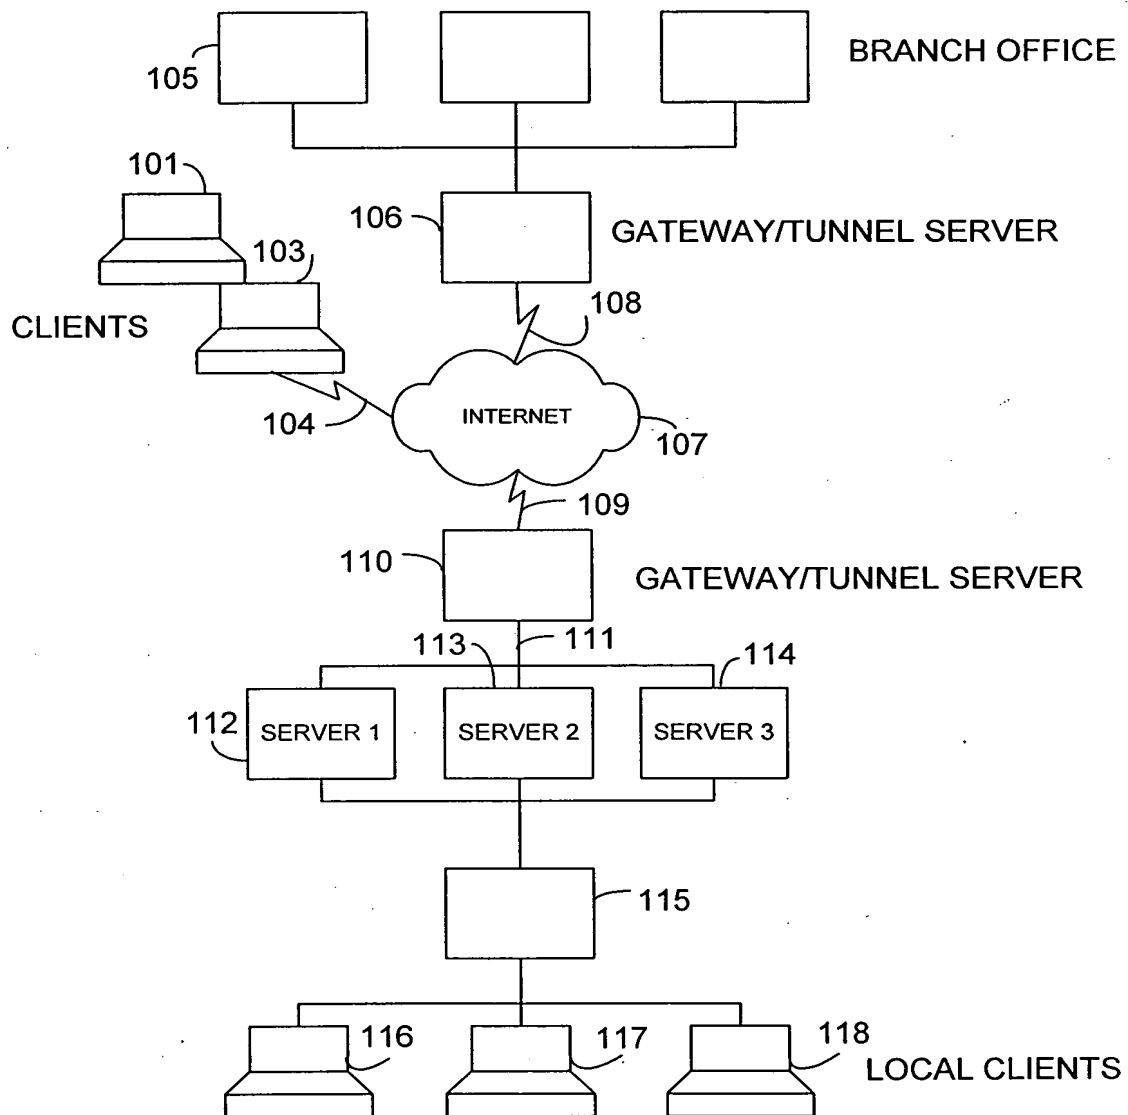 BRANCH OFFICE
105
101
106
GATEWAY/TUNNEL SERVER
103
108
CLIENTS
104
INTERNET
107
109
110
GATEWAY/TUNNEL SERVER
111
113
114
112
SERVER 1
SERVER 2
SERVER 3
115
116
117
118
LOCAL CLIENTS